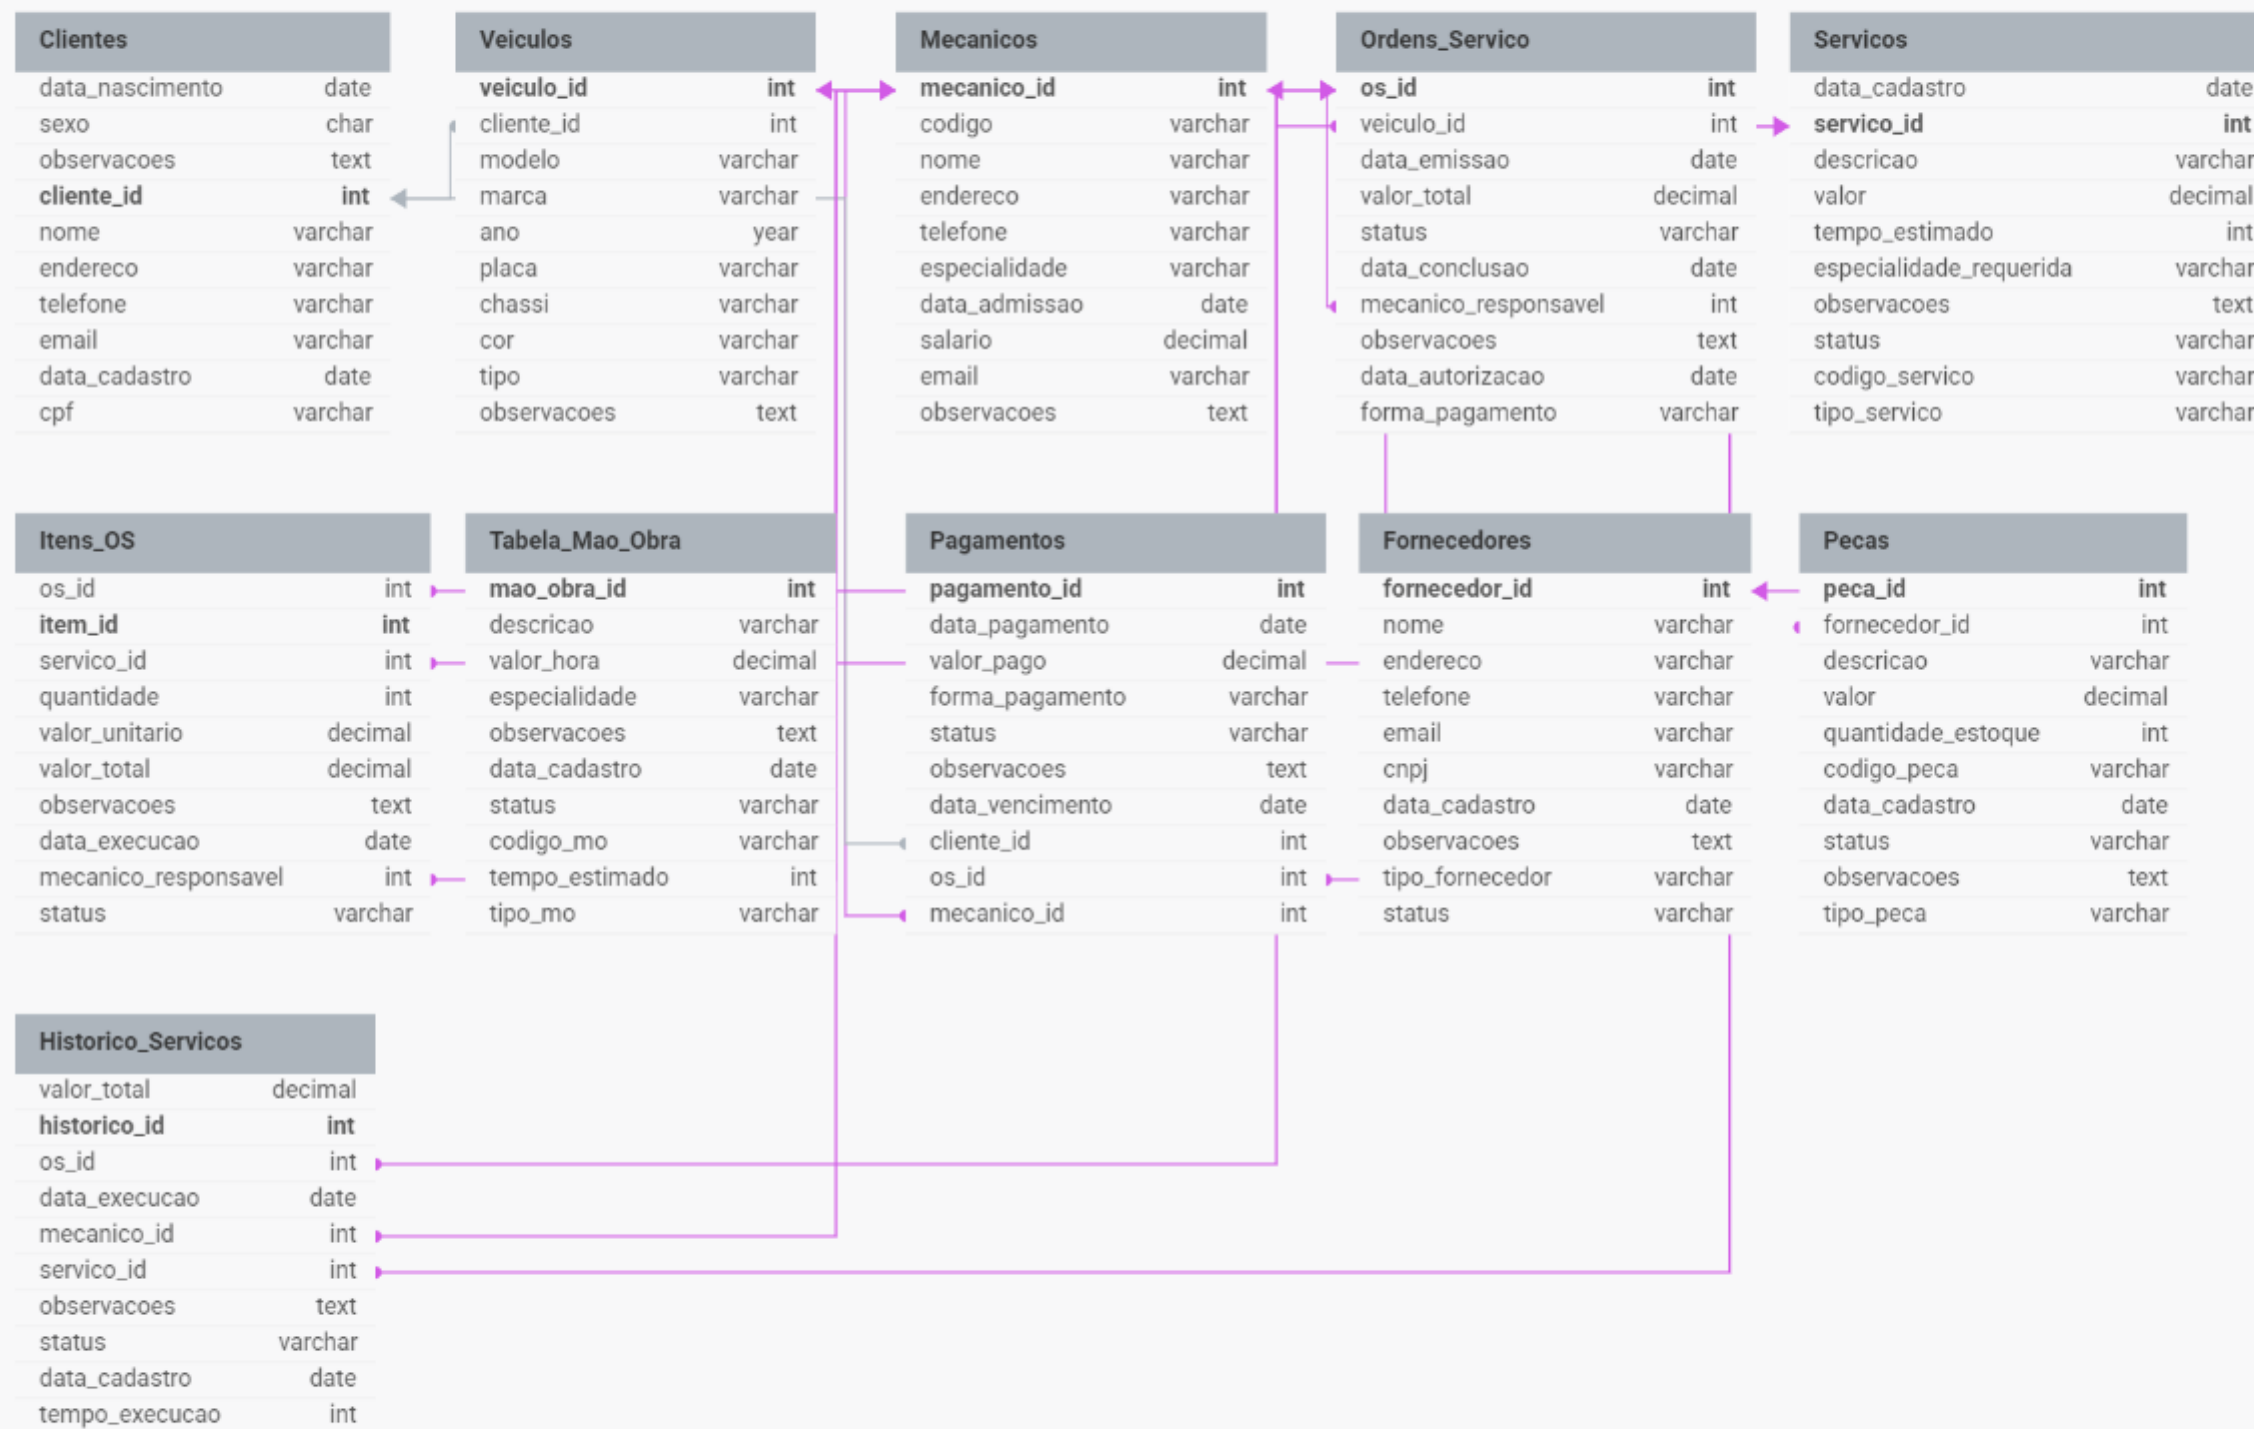 Clientes
data_nascimento date
sexo char
observacoes text
cliente_id int
nome varchar
endereco varchar
telefone varchar
email varchar
data_cadastro date
cpf varchar
Veiculos
veiculo_id int
cliente_id int
modelo varchar
marca varchar
ano year
placa varchar
chassi varchar
cor varchar
tipo varchar
observacoes text
Mecanicos
mecanico_id int
codigo varchar
nome varchar
endereco varchar
telefone varchar
especialidade varchar
data_admissao date
salario decimal
email varchar
observacoes text
Ordens_Servico
os_id int
veiculo_id int
data_emissao date
valor_total decimal
status varchar
data_conclusao date
mecanico_responsavel int
observacoes text
data_autorizacao date
forma_pagamento varchar
Servicos
data_cadastro date
servico_id int
descricao varchar
valor decimal
tempo_estimado int
especialidade_requerida varchar
observacoes text
status varchar
codigo_servico varchar
tipo_servico varchar
Itens_OS
os_id int
item_id int
servico_id int
quantidade int
valor_unitario decimal
valor_total decimal
observacoes text
data_execucao date
mecanico_responsavel int
status varchar
Tabela_Mao_Obra
mao_obra_id int
descricao varchar
valor_hora decimal
especialidade varchar
observacoes text
data_cadastro date
status varchar
codigo_mo varchar
tempo_estimado int
tipo_mo varchar
Pagamentos
pagamento_id int
data_pagamento date
valor_pago decimal
forma_pagamento varchar
status varchar
observacoes text
data_vencimento date
cliente_id int
os_id int
mecanico_id int
Fornecedores
fornecedor_id int
nome varchar
endereco varchar
telefone varchar
email varchar
cnpj varchar
data_cadastro date
observacoes text
tipo_fornecedor varchar
status varchar
Pecas
peca_id int
fornecedor_id int
descricao varchar
valor decimal
quantidade_estoque int
codigo_peca varchar
data_cadastro date
status varchar
observacoes text
tipo_peca varchar
Historico_Servicos
valor_total decimal
historico_id int
os_id int
data_execucao date
mecanico_id int
servico_id int
observacoes text
status varchar
data_cadastro date
tempo_execucao int